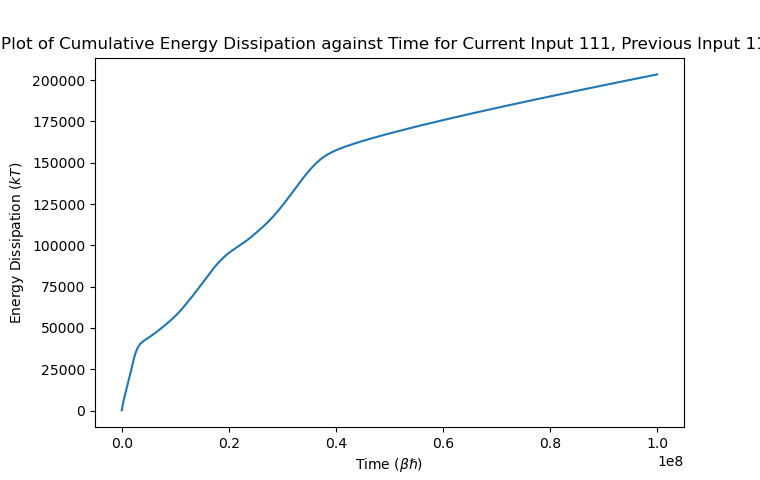 Plot of Cumulative Energy Dissipation against Time for Current Input 111, Previous Input 11
200000
175000
150000
125000
100000
75000
50000
25000
0
Energy Dissipation (kT)
0.0 0.2 0.4 0.6 0.8 1.0
1e8
Time (βℏ)